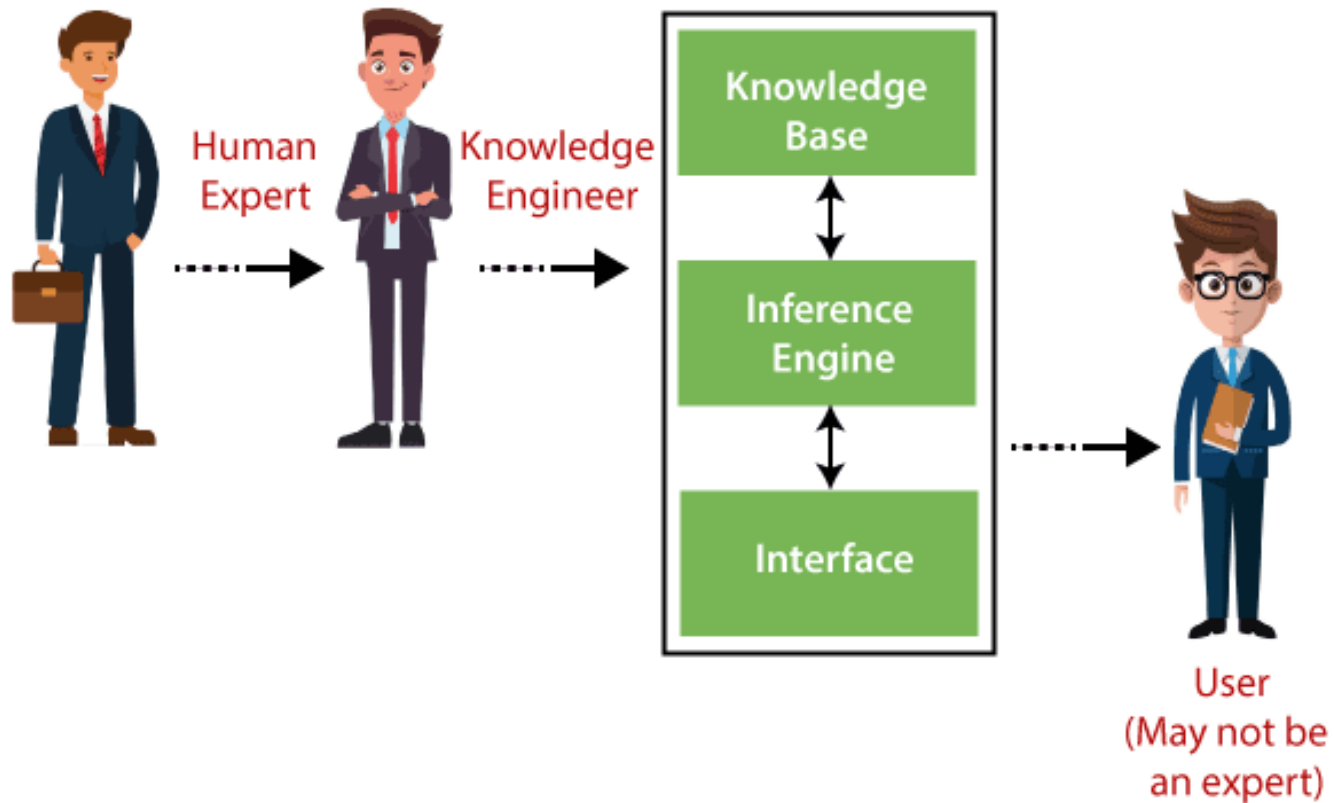 Human
Expert
Knowledge
Engineer
Knowledge
Base
Inference
Engine
Interface
User
(May not be
an expert)